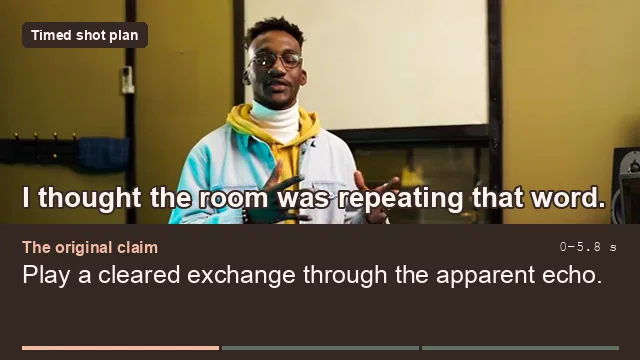 Timed shot plan
I thought the room was repeating that word.
The original claim
0–5.8 s
Play a cleared exchange through the apparent echo.